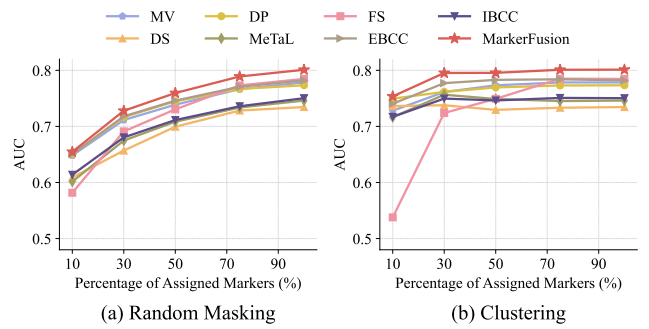 MV DP FS IBCC
DS MeTaL EBCC MarkerFusion
0.8
0.7
0.6
0.5
AUC
10 30 50 70 90
Percentage of Assigned Markers (%)
(a) Random Masking
0.8
0.7
0.6
0.5
AUC
10 30 50 70 90
Percentage of Assigned Markers (%)
(b) Clustering